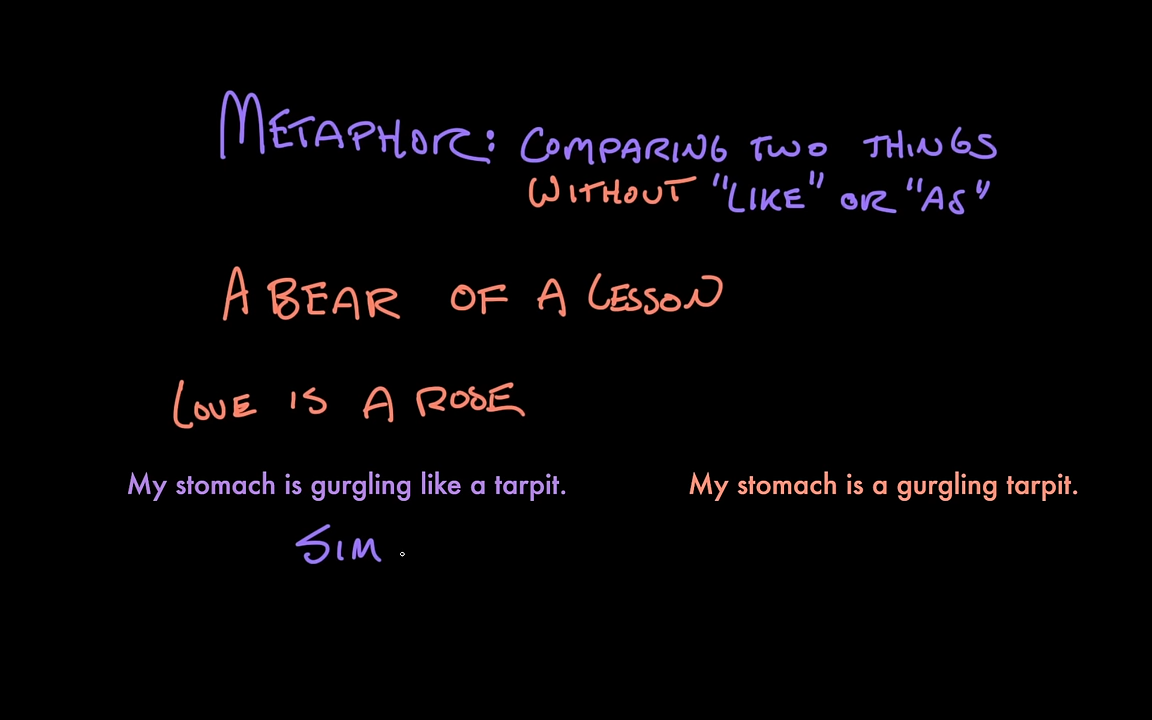 METAPHOR: COMPARING TWO THINGS
WITHOUT "LIKE" OR "AS"
A BEAR OF A LESSON
LOVE IS A ROSE
My stomach is gurgling like a tarpit.
My stomach is a gurgling tarpit.
SIM